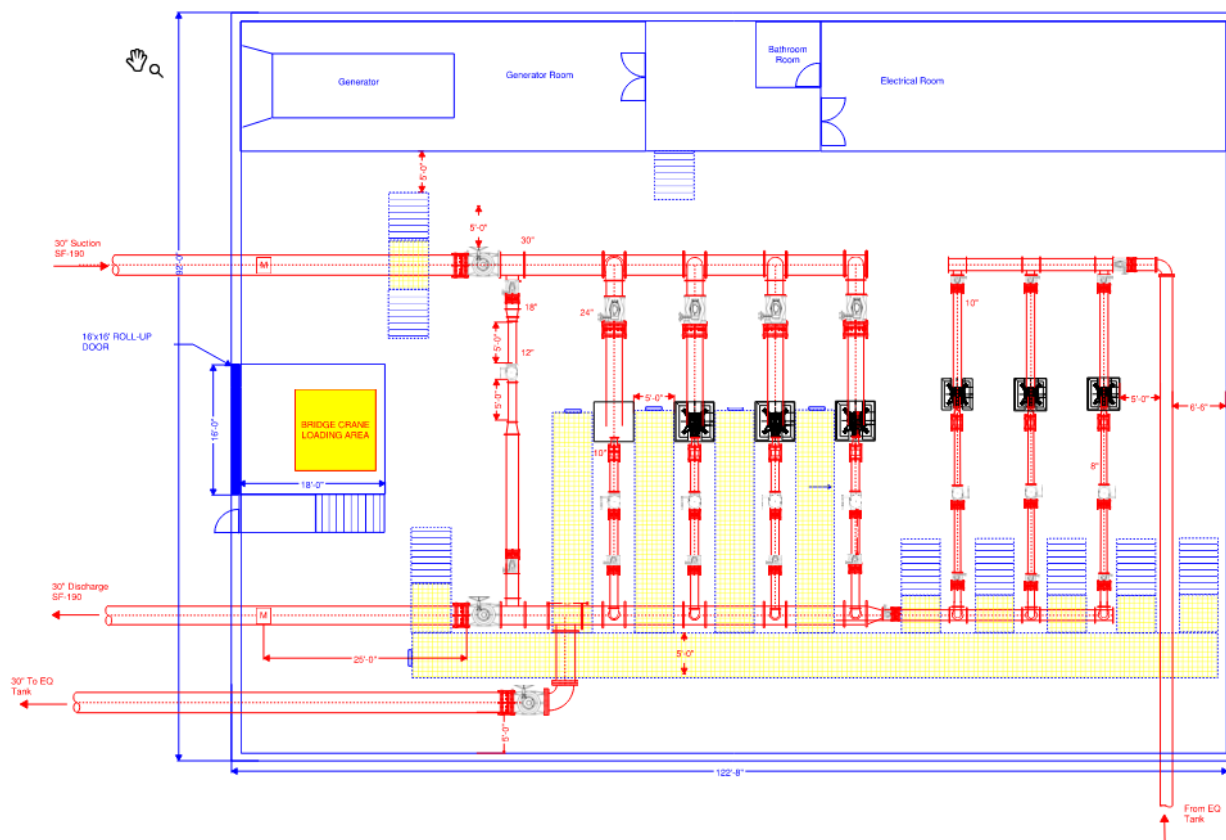 Bathroom
Room
Generator
Generator Room
Electrical Room
5'-0"
5'-0"
30"
30" Suction
SF-190
M
92'-0"
18"
24"
10"
5'-0"
12"
16'x16' ROLL-UP
DOOR
5'-0"
5'-0"
5'-0"
6'-5"
16'-0"
BRIDGE CRANE
LOADING AREA
10"
8"
18'-0"
30" Discharge
SF-190
M
25'-0"
5'-0"
30" To EQ
Tank
5'-0"
122'-8"
From EQ
Tank